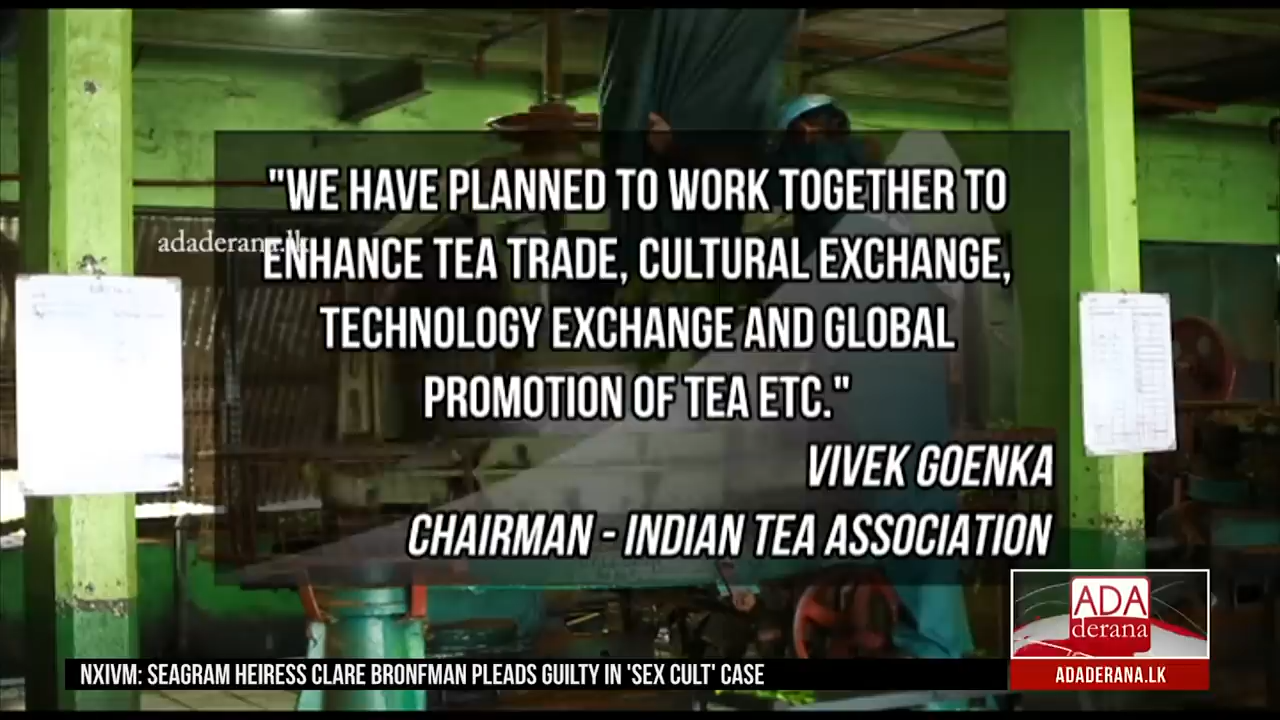 "WE HAVE PLANNED TO WORK TOGETHER TO
adaderana.lk
ENHANCE TEA TRADE, CULTURAL EXCHANGE,
TECHNOLOGY EXCHANGE AND GLOBAL
PROMOTION OF TEA ETC."
VIVEK GOENKA
CHAIRMAN - INDIAN TEA ASSOCIATION
ADA
derana
NXIVM: SEAGRAM HEIRESS CLARE BRONFMAN PLEADS GUILTY IN 'SEX CULT' CASE
ADADERANA.LK